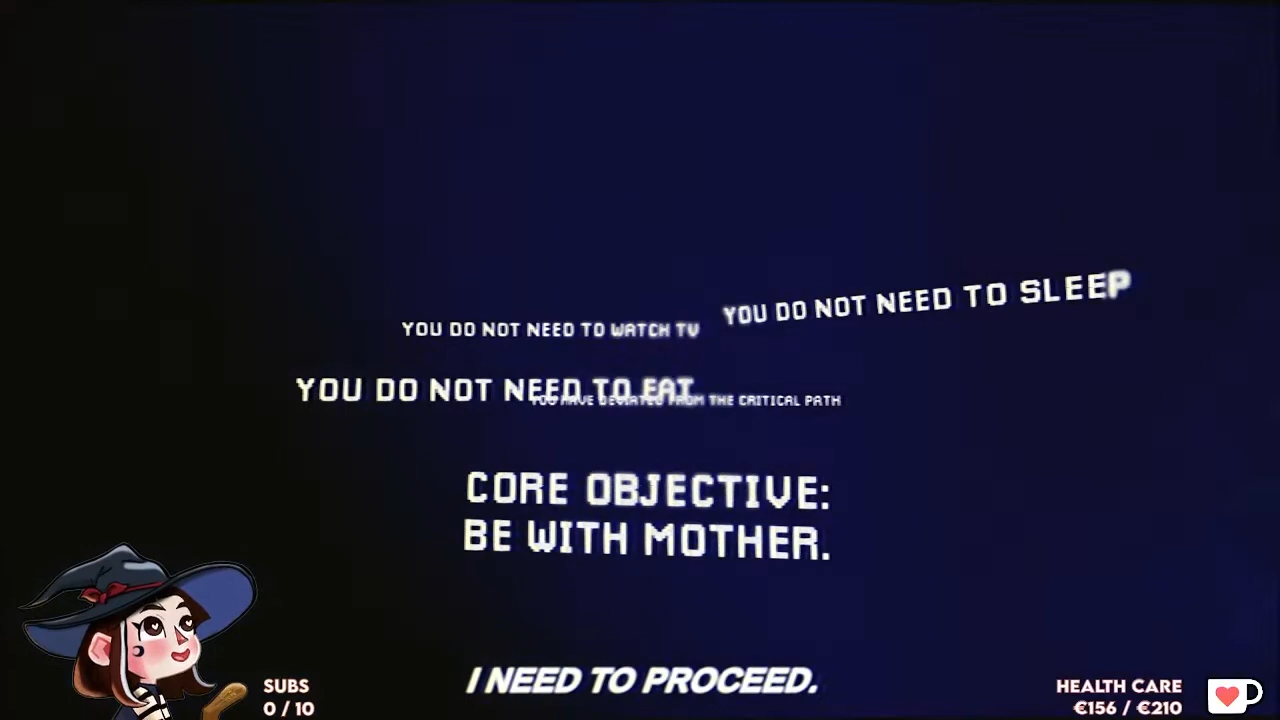 YOU DO NOT NEED TO SLEEP
YOU DO NOT NEED TO WATCH TV
YOU DO NOT NEED TO EAT
YOU HAVE DEVIATED FROM THE CRITICAL PATH
CORE OBJECTIVE:
BE WITH MOTHER.
I NEED TO PROCEED.
SUBS
0 / 10
HEALTH CARE
€156 / €210